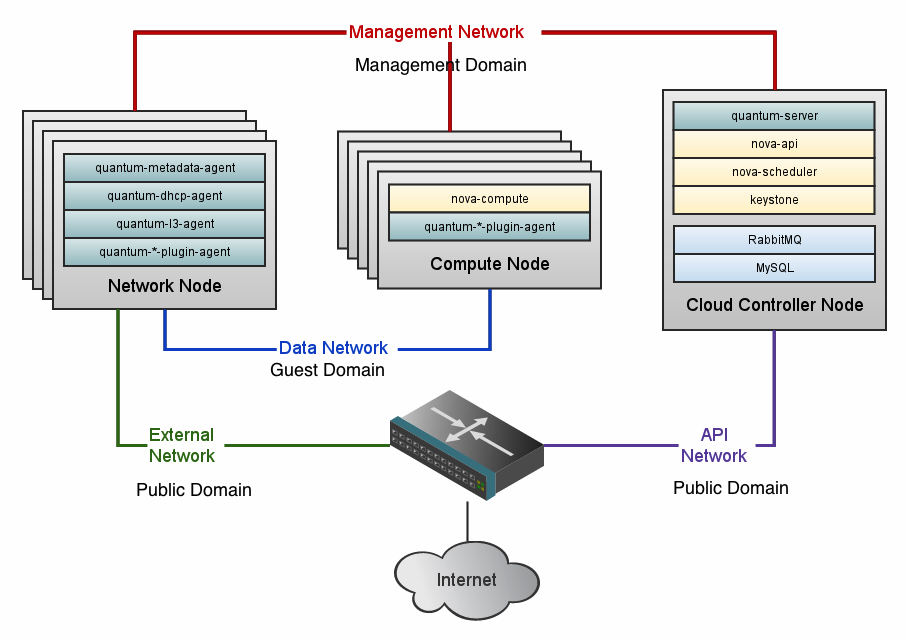 Management Network
Management Domain
quantum-metadata-agent
quantum-dhcp-agent
quantum-l3-agent
quantum-*-plugin-agent
Network Node
nova-compute
quantum-*-plugin-agent
Compute Node
quantum-server
nova-api
nova-scheduler
keystone
RabbitMQ
MySQL
Cloud Controller Node
Data Network
Guest Domain
External
Network
Public Domain
API
Network
Public Domain
Internet